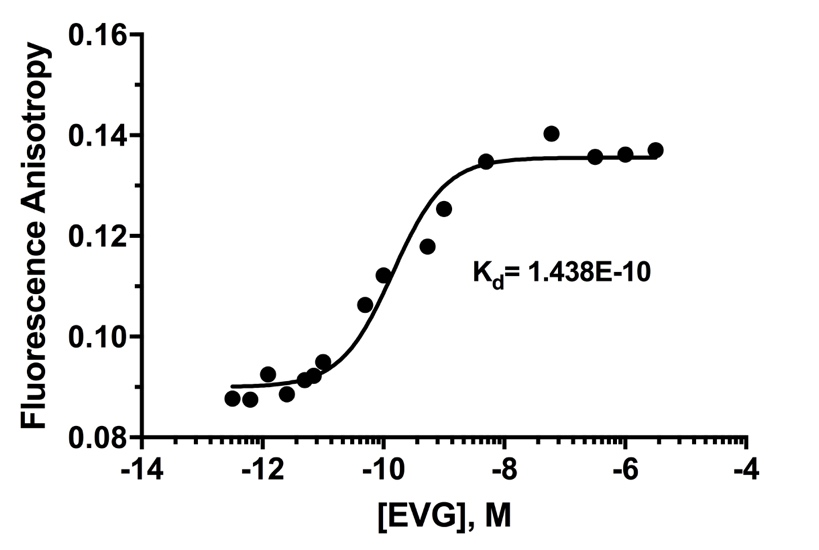 Fluorescence Anisotropy
0.16
0.14
0.12
0.10
0.08
Kd= 1.438E-10
-14 -12 -10 -8 -6 -4
[EVG], M